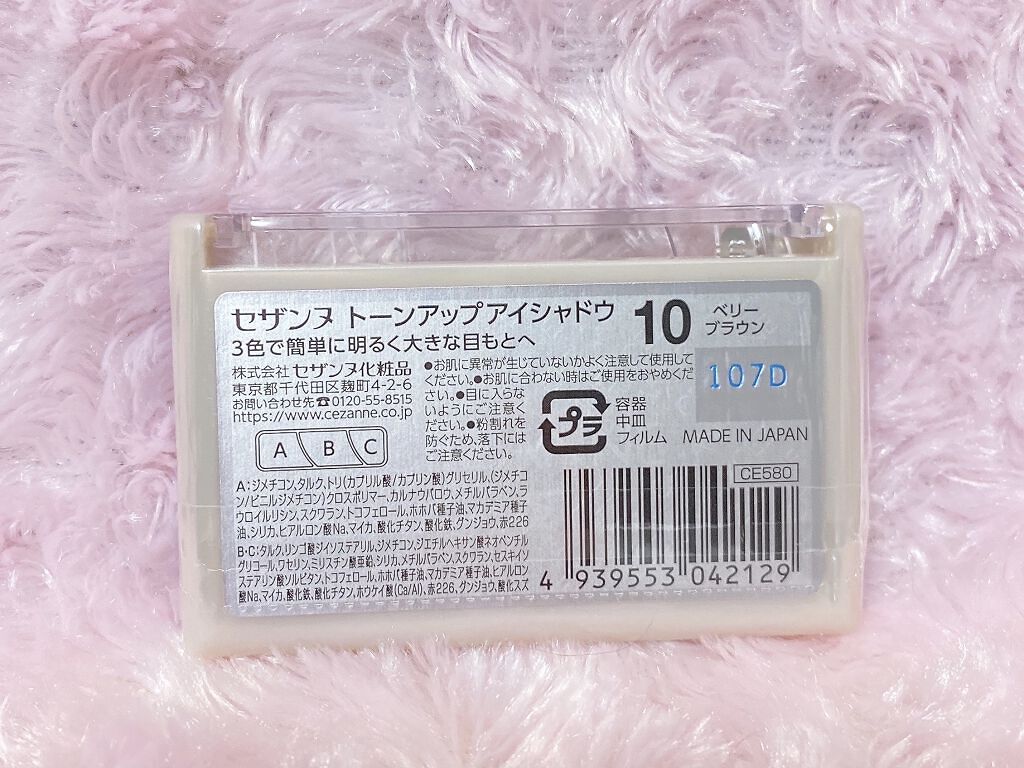 セザンヌ トーンアップアイシャドウ
10
ベリー
ブラウン
3色で簡単に明るく大きな目もとへ
株式会社 セザンヌ化粧品
東京都千代田区麹町4-2-6
お問い合わせ先☎0120-55-8515
https://www.cezanne.co.jp
●お肌に異常が生じていないかよく注意して使用して
ください。●お肌に合わない時はご使用をおやめくだ
さい。●目に入らな
いようにご注意く
ださい。●粉割れを
防ぐため、落下には
ご注意ください。
107D
プラ
容器
中皿
フィルム
MADE IN JAPAN
A B C
CE580
A:ジメチコン、タルク、トリ(カプリル酸/カプリン酸)グリセリル、(ジメチコ
ン/ビニルジメチコン)クロスポリマー、カルナウバロウ、メチルパラベン、ラ
ウロイルリシン、スクワラン、トコフェロール、ホホバ種子油、マカデミア種子
油、シリカ、ヒアルロン酸Na、マイカ、酸化チタン、酸化鉄、グンジョウ、赤226
B・C:タルク、リンゴ酸ジイソステアリル、ジメチコン、ジエチルヘキサン酸ネオペンチル
グリコール、ワセリン、ミリスチン酸亜鉛、シリカ、メチルパラベン、スクワラン、セスキイソ
ステアリン酸ソルビタン、トコフェロール、ホホバ種子油、マカデミア種子油、ヒアルロン
酸Na、マイカ、酸化鉄、酸化チタン、ホウケイ酸(Ca/Al)、赤226、グンジョウ、酸化スズ
4 939553 042129